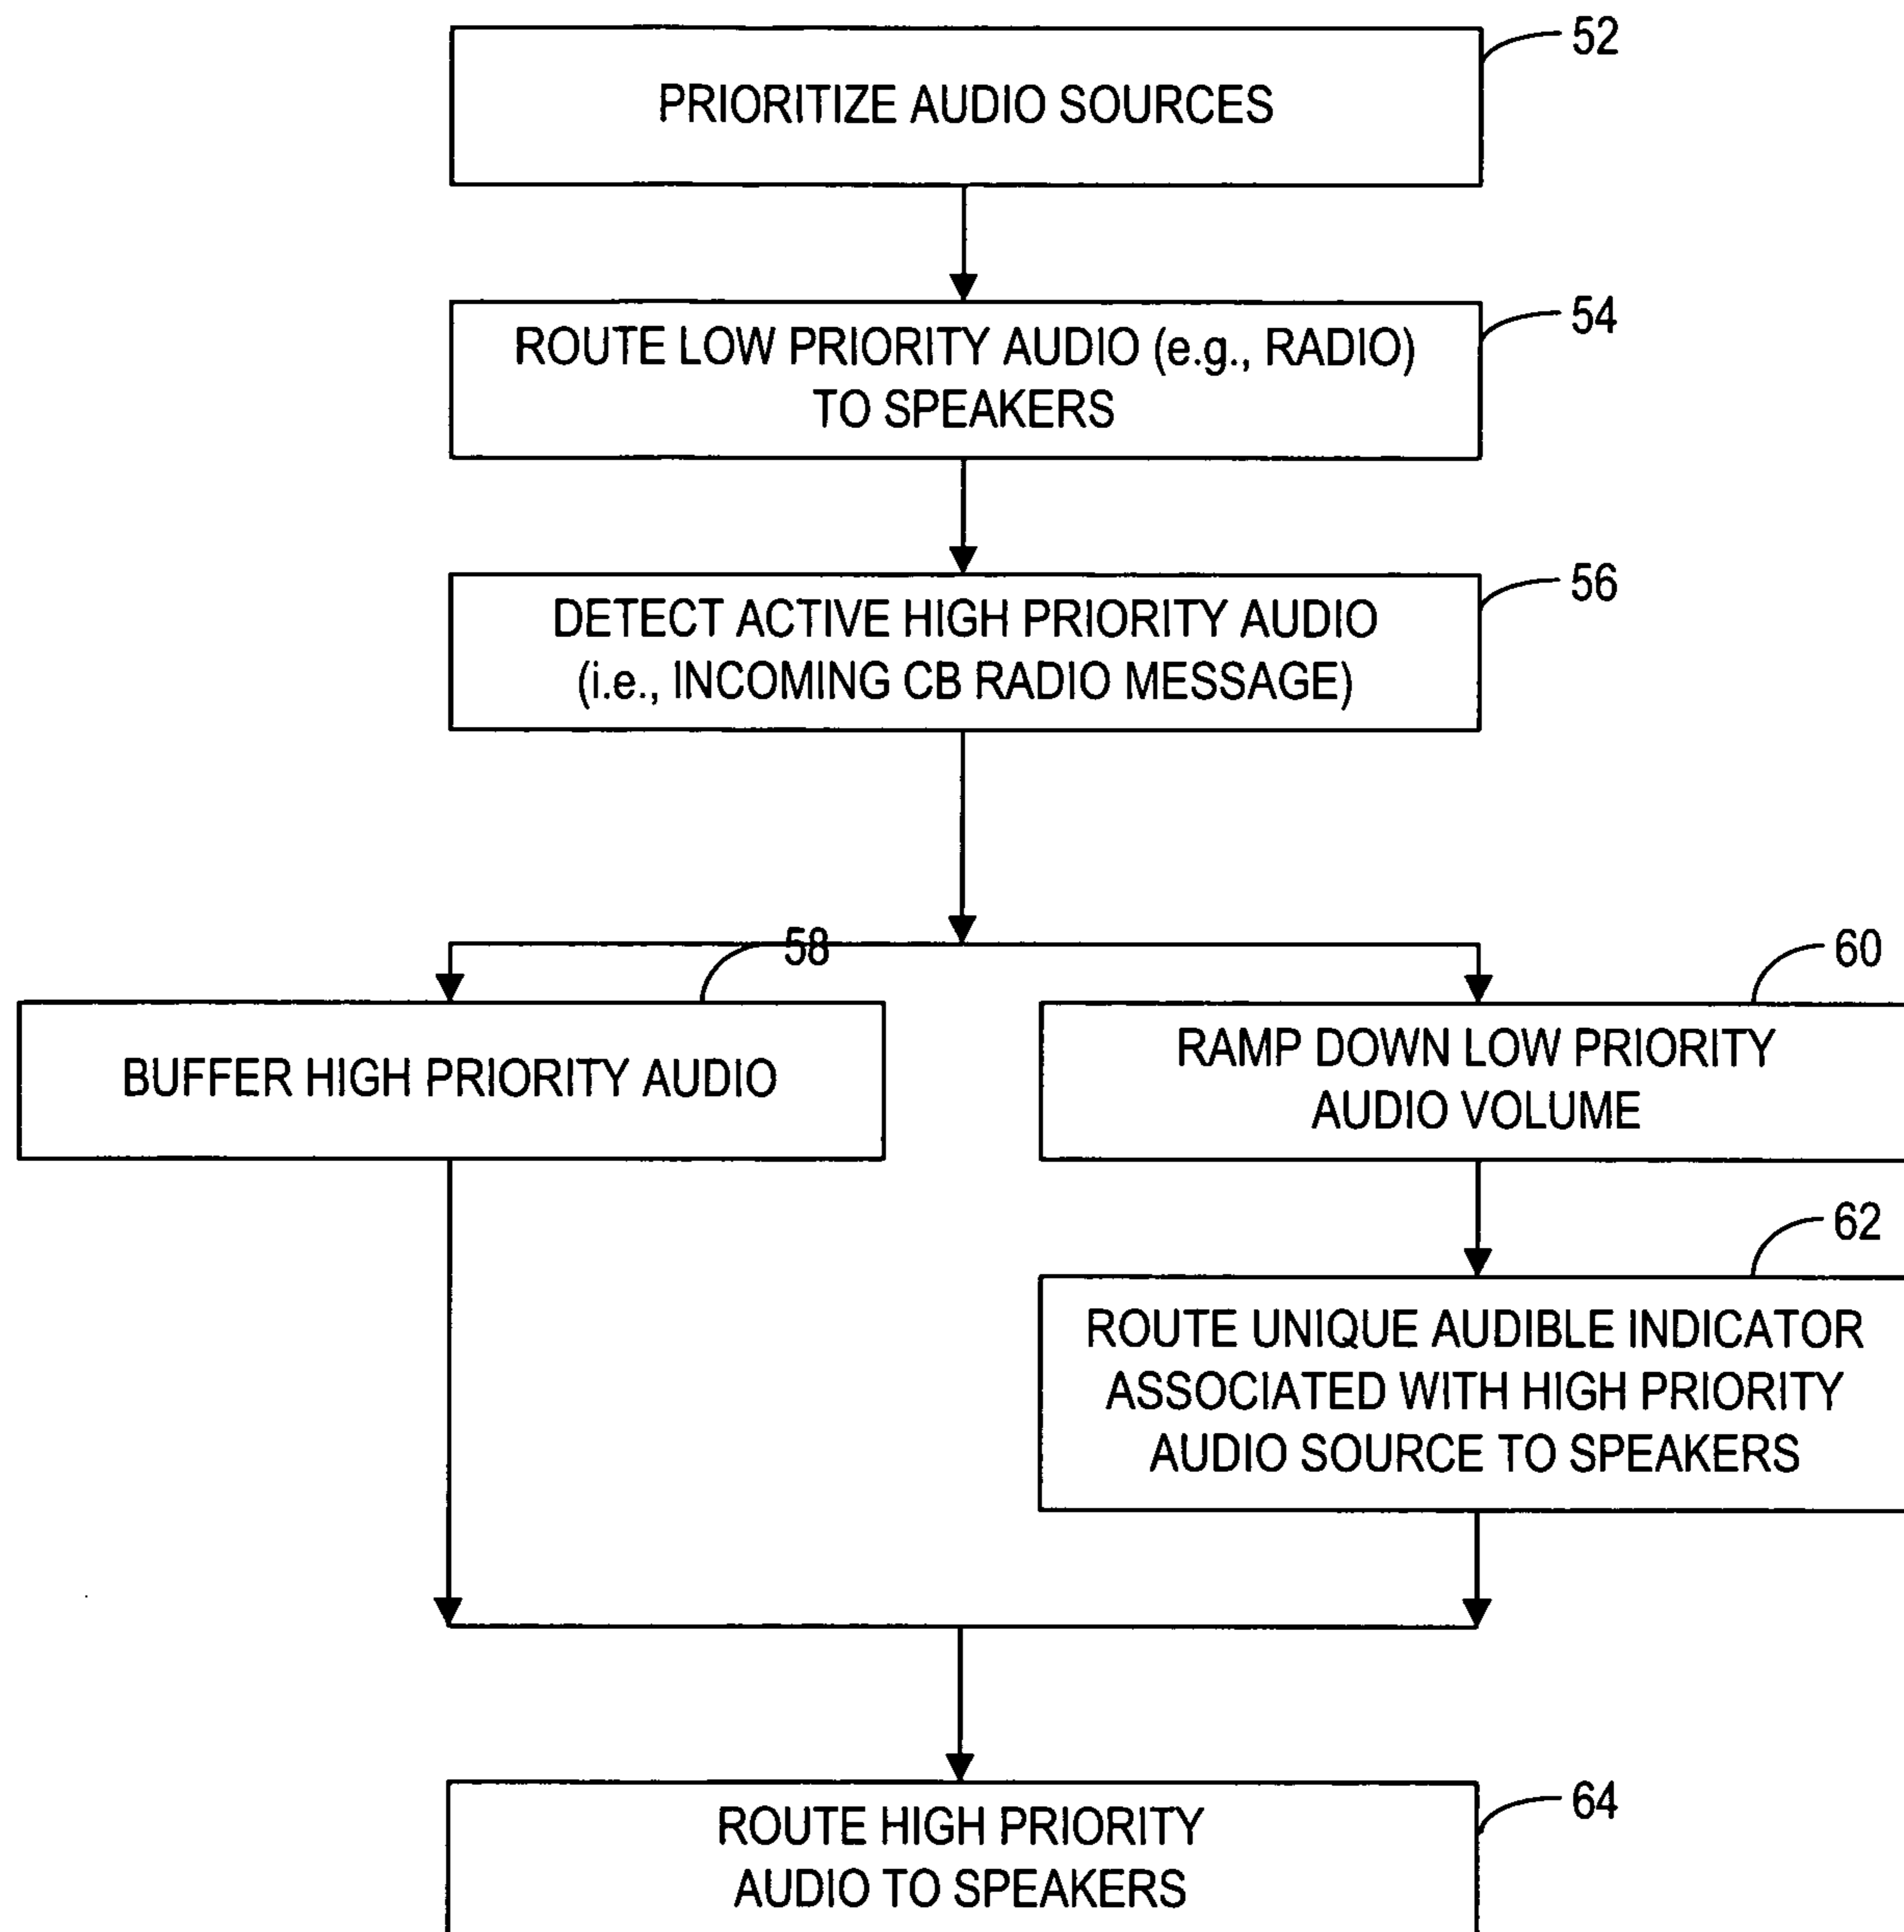 52
PRIORITIZE AUDIO SOURCES
54
ROUTE LOW PRIORITY AUDIO (e.g., RADIO)
TO SPEAKERS
56
DETECT ACTIVE HIGH PRIORITY AUDIO
(i.e., INCOMING CB RADIO MESSAGE)
58
BUFFER HIGH PRIORITY AUDIO
60
RAMP DOWN LOW PRIORITY
AUDIO VOLUME
62
ROUTE UNIQUE AUDIBLE INDICATOR
ASSOCIATED WITH HIGH PRIORITY
AUDIO SOURCE TO SPEAKERS
64
ROUTE HIGH PRIORITY
AUDIO TO SPEAKERS